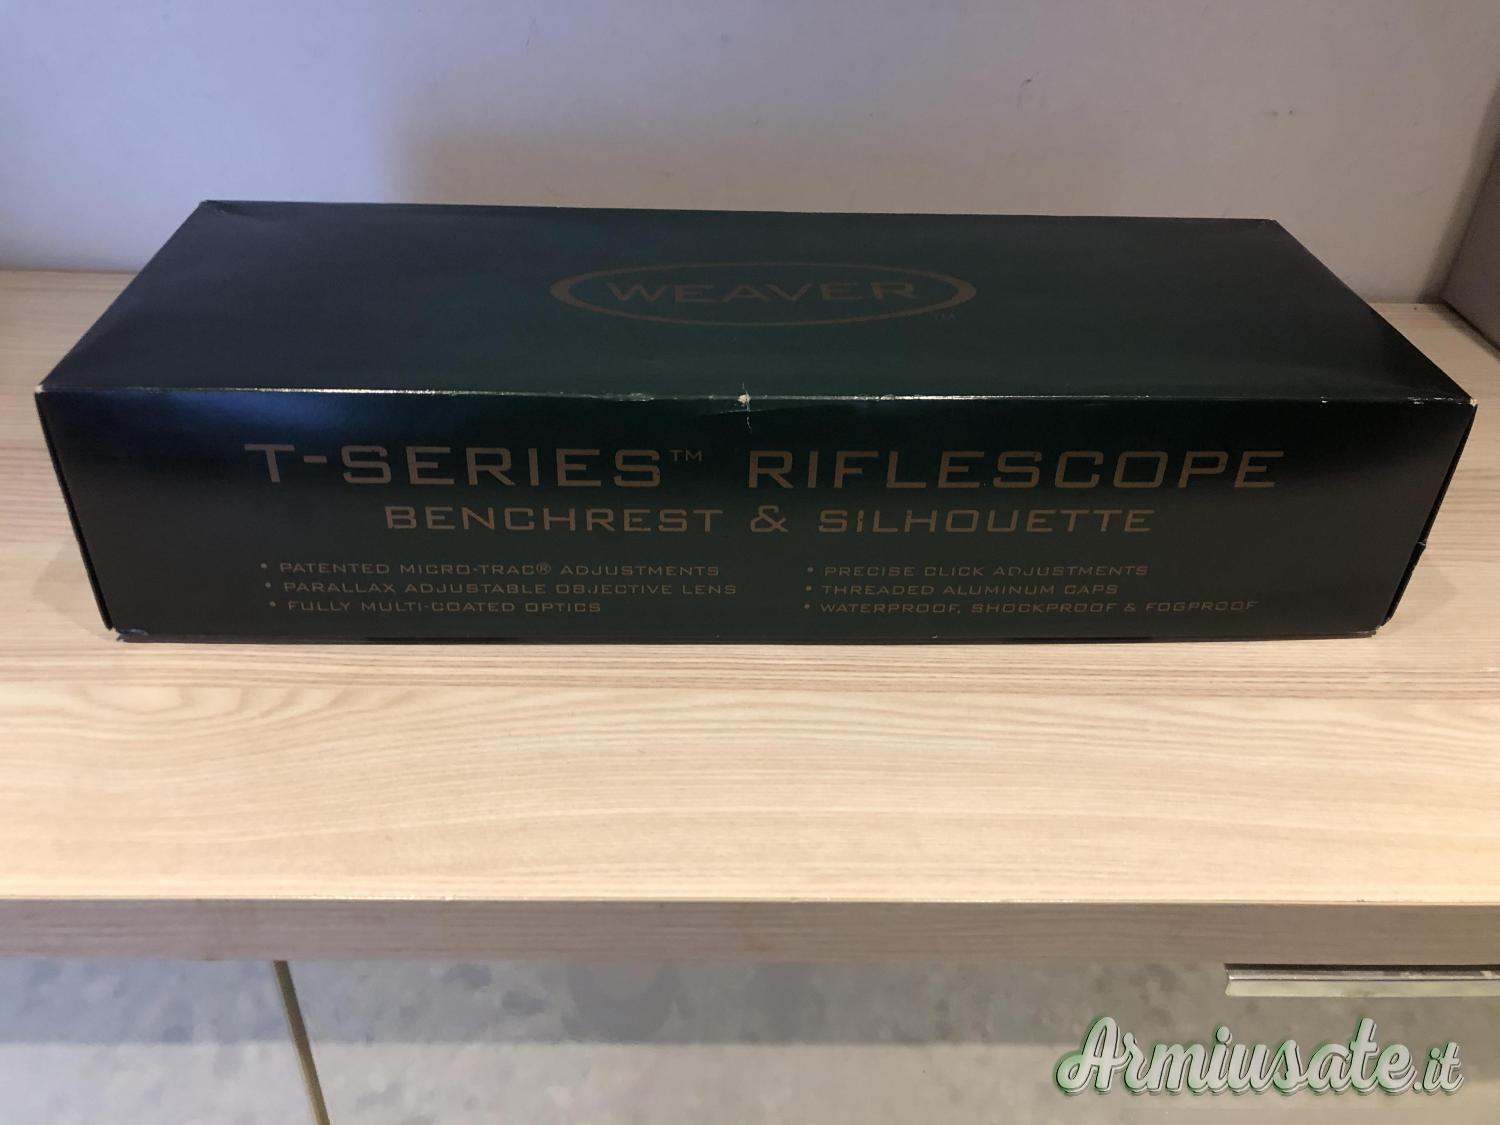 WEAVER
TM
T-SERIES™ RIFLESCOPE
BENCHREST & SILHOUETTE
• PATENTED MICRO-TRAC® ADJUSTMENTS
• PARALLAX ADJUSTABLE OBJECTIVE LENS
• FULLY MULTI-COATED OPTICS
• PRECISE CLICK ADJUSTMENTS
• THREADED ALUMINUM CAPS
• WATERPROOF, SHOCKPROOF & FOGPROOF
Armiusate.it